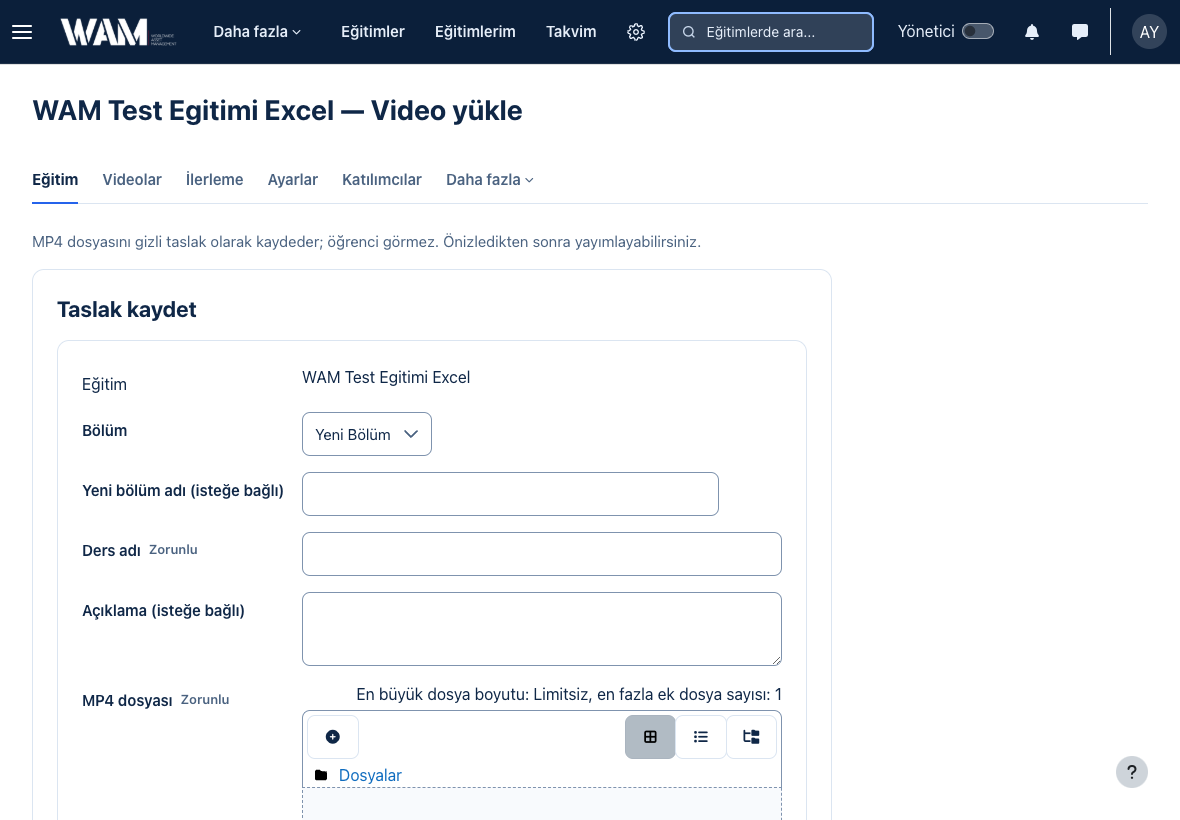 WAM WORLDWIDE ASSET MANAGEMENT
Daha fazla
Eğitimler
Eğitimlerim
Takvim
Eğitimlerde ara...
Yönetici
AY
WAM Test Egitimi Excel — Video yükle
Eğitim
Videolar
İlerleme
Ayarlar
Katılımcılar
Daha fazla
MP4 dosyasını gizli taslak olarak kaydeder; öğrenci görmez. Önizledikten sonra yayımlayabilirsiniz.
Taslak kaydet
Eğitim
WAM Test Egitimi Excel
Bölüm
Yeni Bölüm
Yeni bölüm adı (isteğe bağlı)
Ders adı Zorunlu
Açıklama (isteğe bağlı)
MP4 dosyası Zorunlu
En büyük dosya boyutu: Limitsiz, en fazla ek dosya sayısı: 1
Dosyalar
?